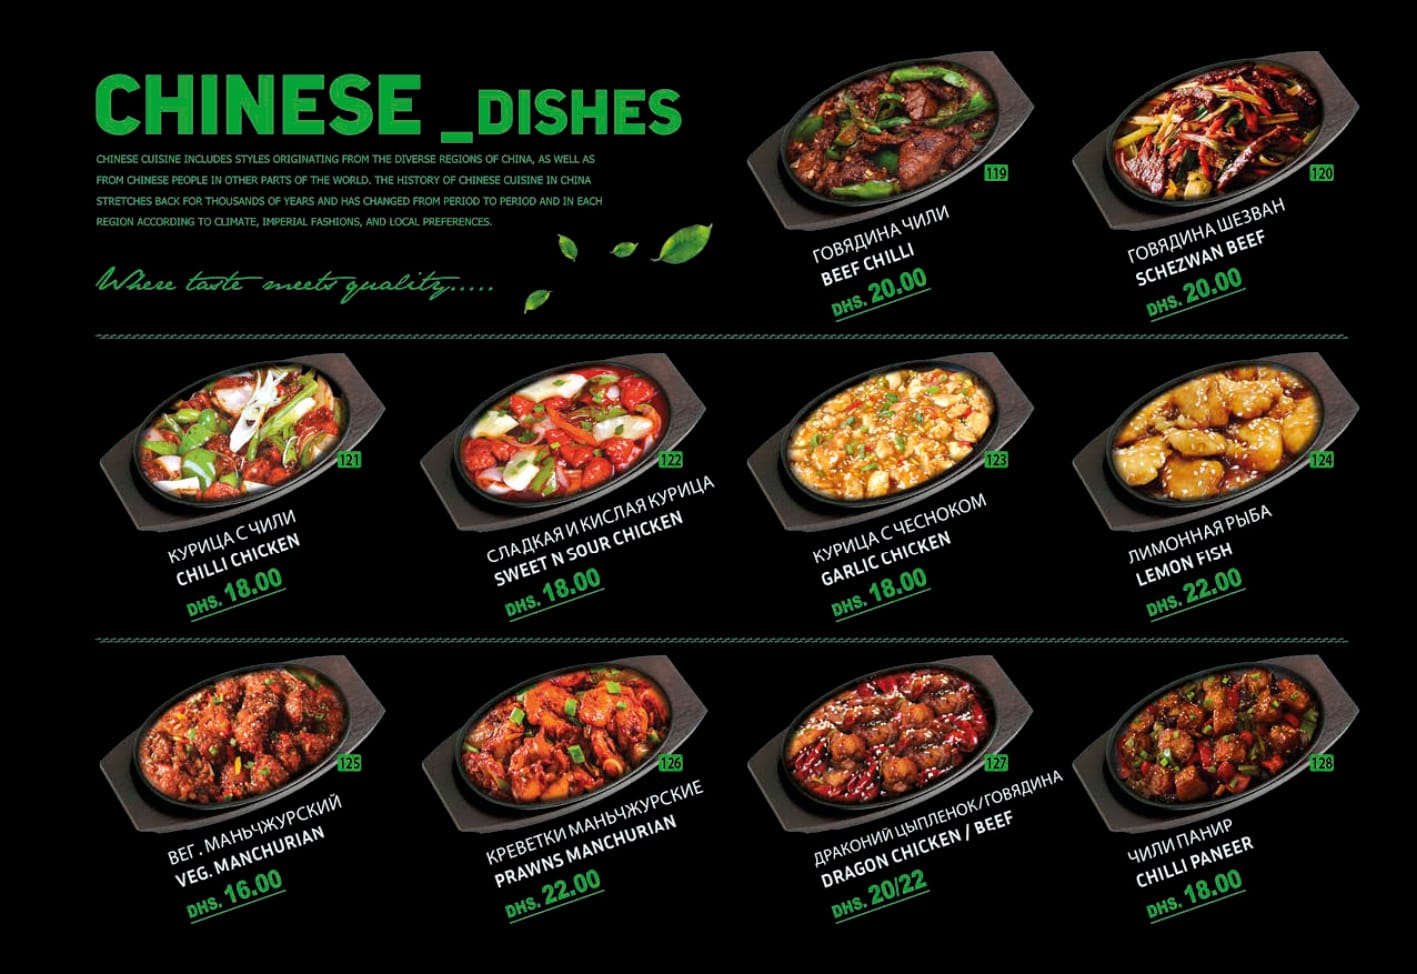 CHINESE _DISHES
CHINESE CUISINE INCLUDES STYLES ORIGINATING FROM THE DIVERSE REGIONS OF CHINA, AS WELL AS
FROM CHINESE PEOPLE IN OTHER PARTS OF THE WORLD. THE HISTORY OF CHINESE CUISINE IN CHINA
STRETCHES BACK FOR THOUSANDS OF YEARS AND HAS CHANGED FROM PERIOD TO PERIOD AND IN EACH
REGION ACCORDING TO CLIMATE, IMPERIAL FASHIONS, AND LOCAL PREFERENCES.
Where taste meets quality.....
119
ГОВЯДИНА ЧИЛИ
BEEF CHILLI
DHS. 20.00
120
ГОВЯДИНА ШЕЗВАН
SCHEZWAN BEEF
DHS. 20.00
121
КУРИЦА С ЧИЛИ
CHILLI CHICKEN
DHS. 18.00
122
СЛАДКАЯ И КИСЛАЯ КУРИЦА
SWEET N SOUR CHICKEN
DHS. 18.00
123
КУРИЦА С ЧЕСНОКОМ
GARLIC CHICKEN
DHS. 18.00
124
ЛИМОННАЯ РЫБА
LEMON FISH
DHS. 22.00
125
ВЕГ. МАНЬЧЖУРСКИЙ
VEG. MANCHURIAN
DHS. 16.00
126
КРЕВЕТКИ МАНЬЧЖУРСКИЕ
PRAWNS MANCHURIAN
DHS. 22.00
127
ДРАКОНИЙ ЦЫПЛЕНОК/ГОВЯДИНА
DRAGON CHICKEN / BEEF
DHS. 20/22
128
ЧИЛИ ПАНИР
CHILLI PANEER
DHS. 18.00